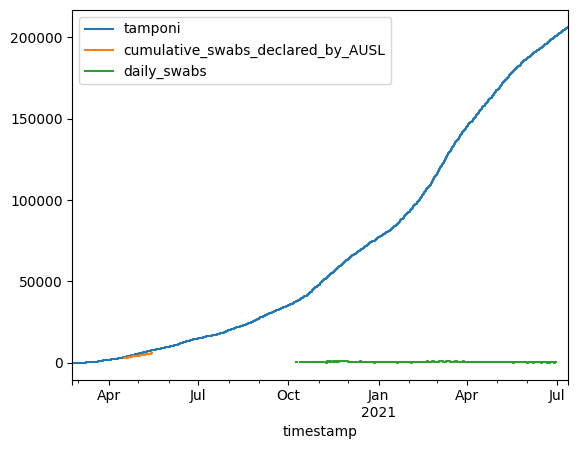 tamponi
cumulative_swabs_declared_by_AUSL
daily_swabs
200000
150000
100000
50000
0
Apr Jul Oct Jan Apr Jul
2021
timestamp